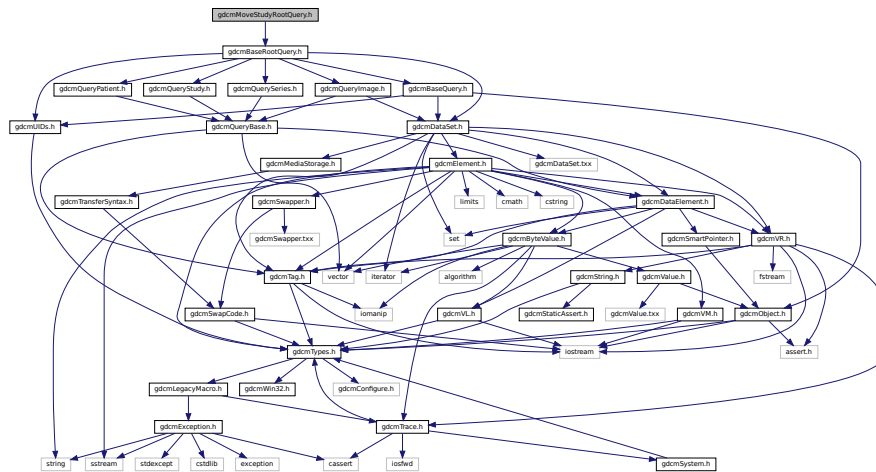 gdcmMoveStudyRootQuery.h
gdcmBaseRootQuery.h
gdcmQueryPatient.h
gdcmQueryStudy.h
gdcmQuerySeries.h
gdcmQueryImage.h
gdcmBaseQuery.h
gdcmUIDs.h
gdcmQueryBase.h
gdcmDataSet.h
gdcmMediaStorage.h
gdcmElement.h
gdcmDataSet.txx
gdcmTransferSyntax.h
gdcmSwapper.h
limits
cmath
cstring
gdcmDataElement.h
gdcmSwapper.txx
set
gdcmByteValue.h
gdcmSmartPointer.h
gdcmVR.h
gdcmTag.h
vector
iterator
algorithm
gdcmString.h
gdcmValue.h
fstream
gdcmSwapCode.h
iomanip
gdcmVL.h
gdcmStaticAssert.h
gdcmValue.txx
gdcmVM.h
gdcmObject.h
gdcmTypes.h
iostream
assert.h
gdcmLegacyMacro.h
gdcmWin32.h
gdcmConfigure.h
gdcmException.h
gdcmTrace.h
string
sstream
stdexcept
cstdlib
exception
cassert
iosfwd
gdcmSystem.h